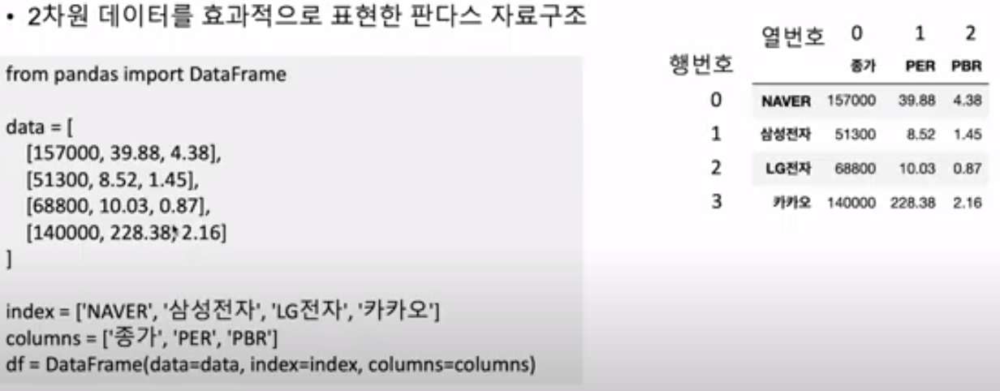 • 2차원 데이터를 효과적으로 표현한 판다스 자료구조
from pandas import DataFrame
data = [
[157000, 39.88, 4.38],
[51300, 8.52, 1.45],
[68800, 10.03, 0.87],
[140000, 228.38, 2.16]
]
index = ['NAVER', '삼성전자', 'LG전자', '카카오']
columns = ['종가', 'PER', 'PBR']
df = DataFrame(data=data, index=index, columns=columns)
열번호 0 1 2
행번호 종가 PER PBR
0 NAVER 157000 39.88 4.38
1 삼성전자 51300 8.52 1.45
2 LG전자 68800 10.03 0.87
3 카카오 140000 228.38 2.16